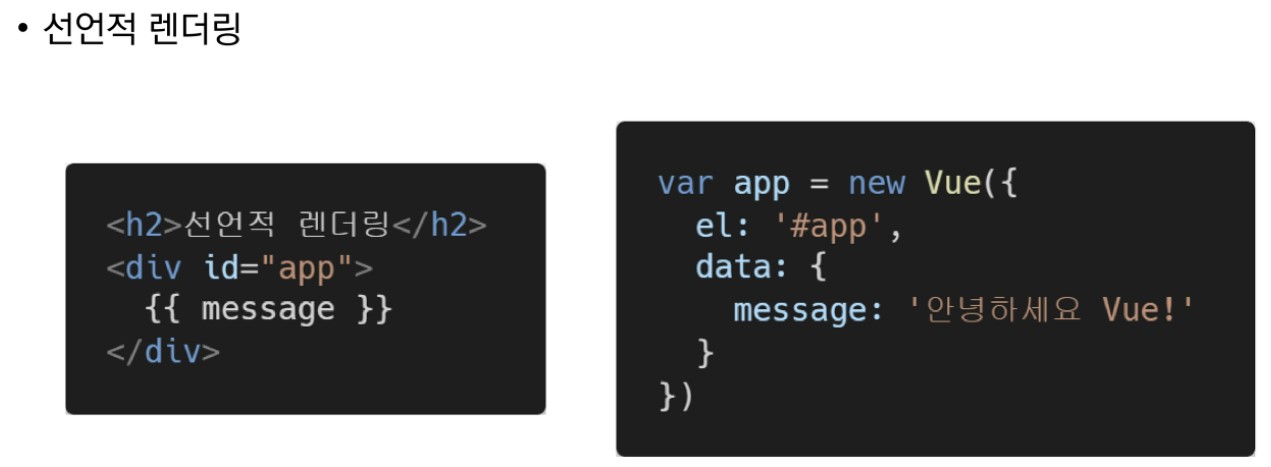 • 선언적 렌더링
<h2>선언적 렌더링</h2>
<div id="app">
  {{ message }}
</div>
var app = new Vue({
  el: '#app',
  data: {
    message: '안녕하세요 Vue!'
  }
})